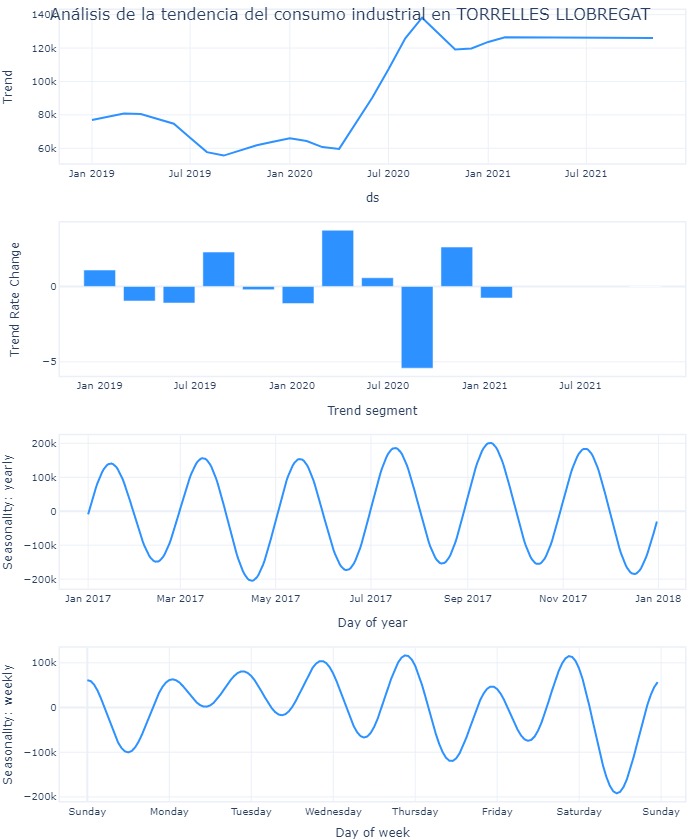 Análisis de la tendencia del consumo industrial en TORRELLES LLOBREGAT
140k
120k
100k
80k
60k
Trend
Jan 2019 Jul 2019 Jan 2020 Jul 2020 Jan 2021 Jul 2021
ds
0
−5
Trend Rate Change
Jan 2019 Jul 2019 Jan 2020 Jul 2020 Jan 2021 Jul 2021
Trend segment
200k
100k
0
−100k
−200k
Seasonality: yearly
Jan 2017 Mar 2017 May 2017 Jul 2017 Sep 2017 Nov 2017 Jan 2018
Day of year
100k
0
−100k
−200k
Seasonality: weekly
Sunday Monday Tuesday Wednesday Thursday Friday Saturday Sunday
Day of week